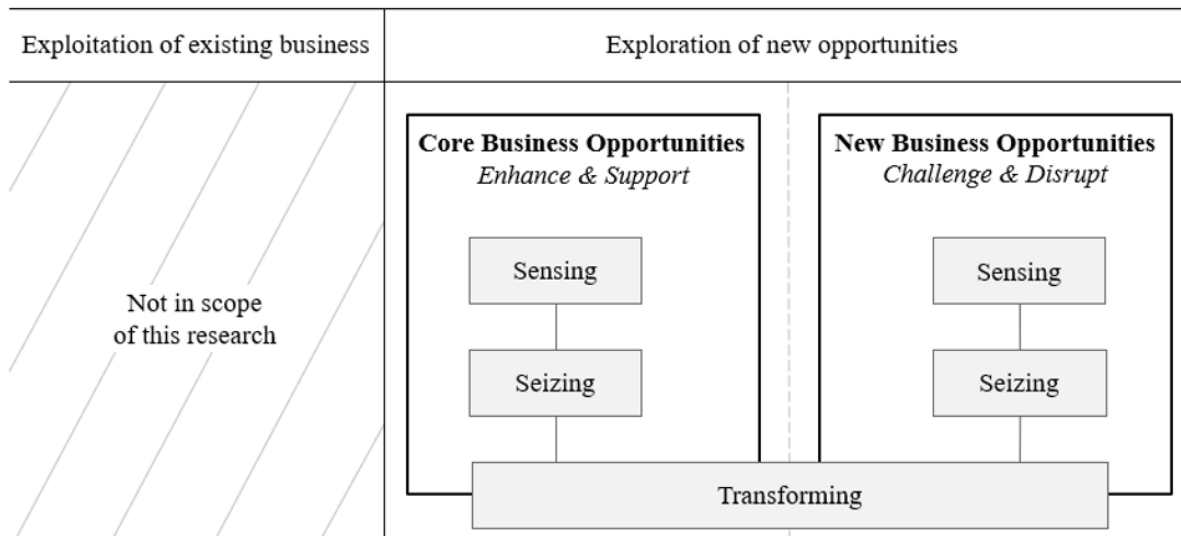 Exploitation of existing business
Exploration of new opportunities
Not in scope
of this research
Core Business Opportunities
Enhance & Support
Sensing
Seizing
New Business Opportunities
Challenge & Disrupt
Sensing
Seizing
Transforming